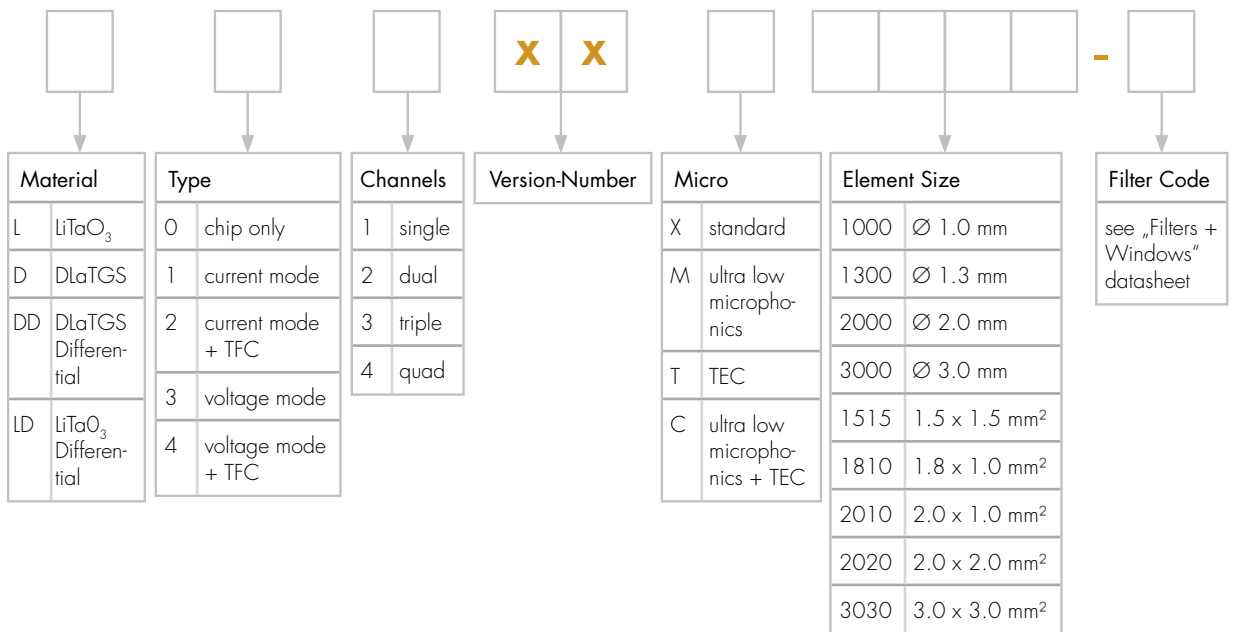 X X -
Material
L LiTaO₃
D DLaTGS
DD DLaTGS
Differen-
tial
LD LiTa0₃
Differen-
tial
Type
0 chip only
1 current mode
2 current mode
+ TFC
3 voltage mode
4 voltage mode
+ TFC
Channels
1 single
2 dual
3 triple
4 quad
Version-Number
Micro
X standard
M ultra low
micropho-
nics
T TEC
C ultra low
micropho-
nics + TEC
Element Size
1000 Ø 1.0 mm
1300 Ø 1.3 mm
2000 Ø 2.0 mm
3000 Ø 3.0 mm
1515 1.5 x 1.5 mm²
1810 1.8 x 1.0 mm²
2010 2.0 x 1.0 mm²
2020 2.0 x 2.0 mm²
3030 3.0 x 3.0 mm²
Filter Code
see „Filters +
Windows“
datasheet